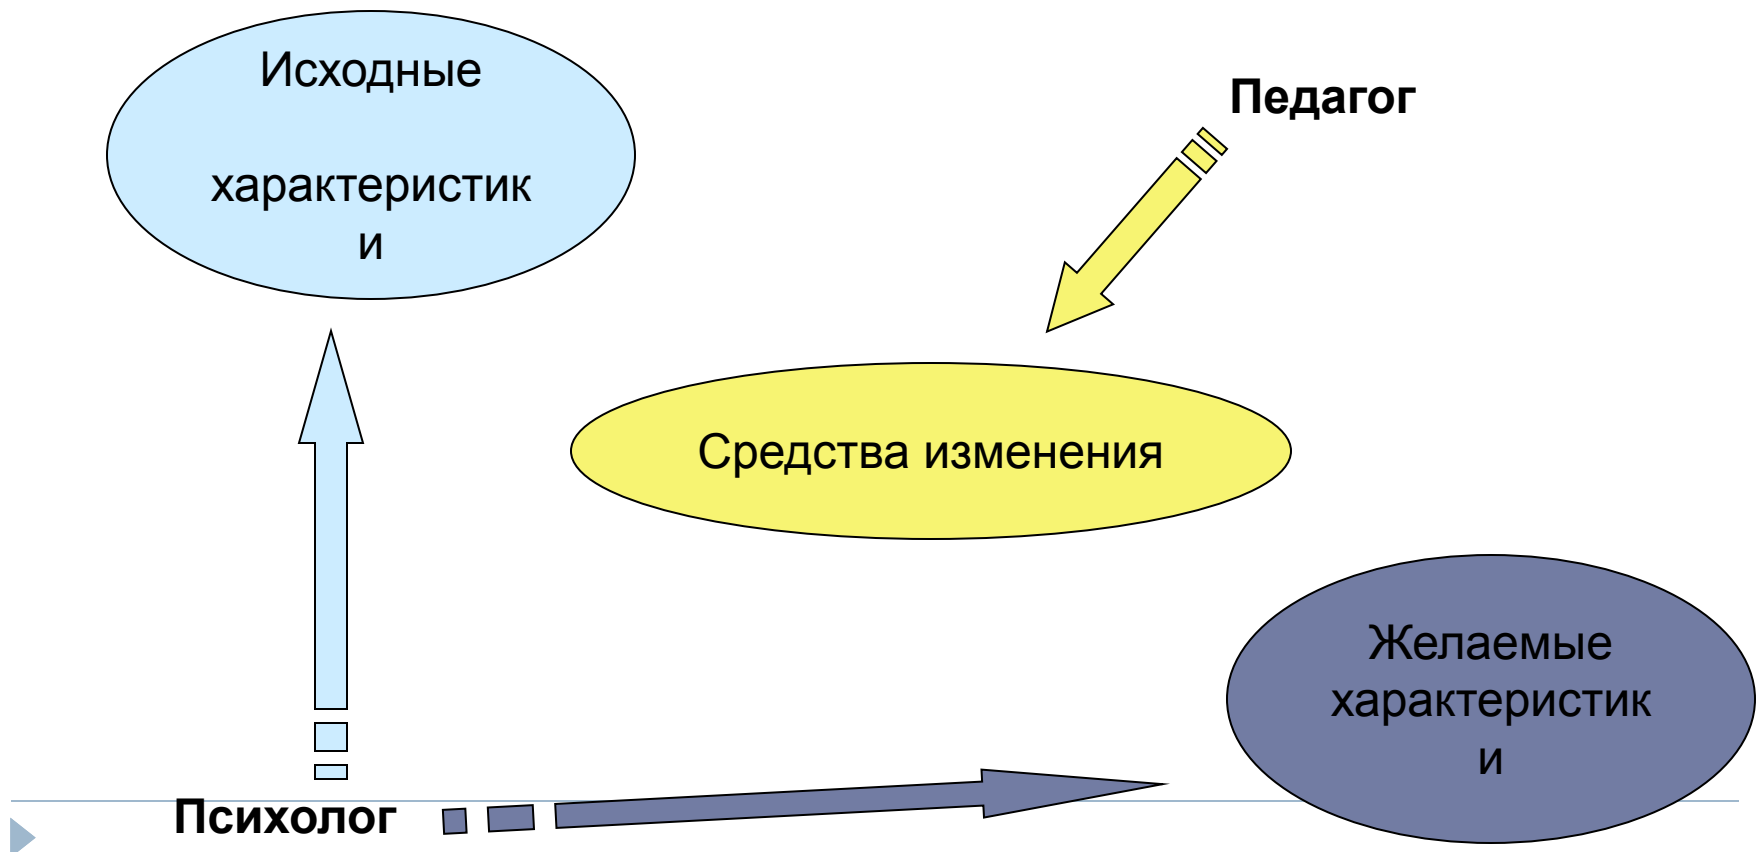 Исходные
характеристик
и
Педагог
Средства изменения
Желаемые
характеристик
и
Психолог